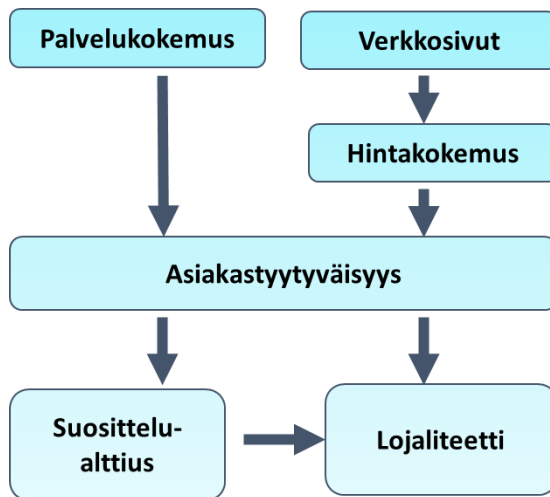 Palvelukokemus
Verkkosivut
Hintakokemus
Asiakastyytyväisyys
Suosittelu-
alttius
Lojaliteetti